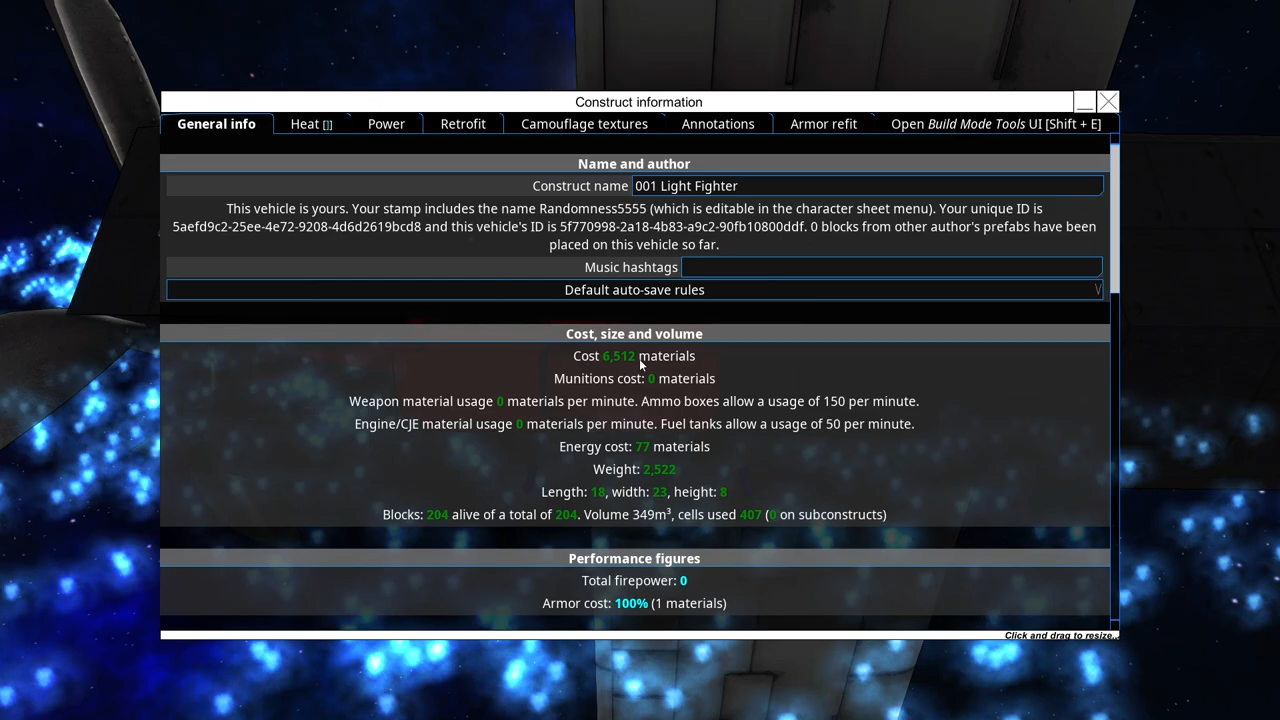 Construct information
General info
Heat []]
Power
Retrofit
Camouflage textures
Annotations
Armor refit
Open Build Mode Tools UI [Shift + E]
Name and author
Construct name 001 Light Fighter
This vehicle is yours. Your stamp includes the name Randomness5555 (which is editable in the character sheet menu). Your unique ID is
5aefd9c2-25ee-4e72-9208-4d6d2619bcd8 and this vehicle's ID is 5f770998-2a18-4b83-a9c2-90fb10800ddf. 0 blocks from other author's prefabs have been
placed on this vehicle so far.
Music hashtags
Default auto-save rules
Cost, size and volume
Cost 6,512 materials
Munitions cost: 0 materials
Weapon material usage 0 materials per minute. Ammo boxes allow a usage of 150 per minute.
Engine/CJE material usage 0 materials per minute. Fuel tanks allow a usage of 50 per minute.
Energy cost: 77 materials
Weight: 2,522
Length: 18, width: 23, height: 8
Blocks: 204 alive of a total of 204. Volume 349m³, cells used 407 (0 on subconstructs)
Performance figures
Total firepower: 0
Armor cost: 100% (1 materials)
Click and drag to resize..